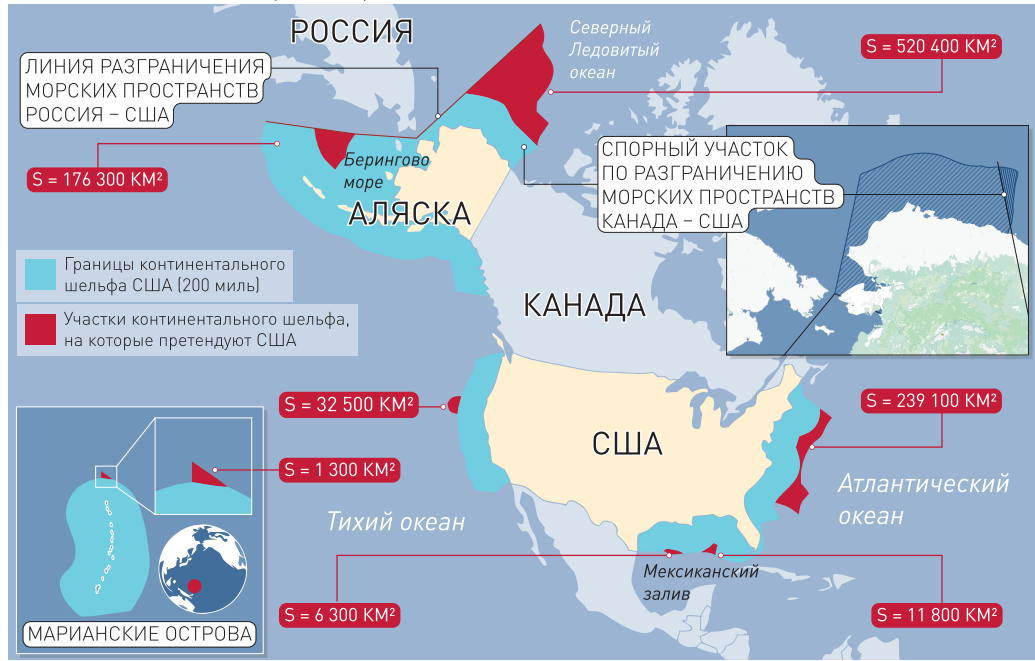 РОССИЯ
Северный
Ледовитый
океан
S = 520 400 КМ²
ЛИНИЯ РАЗГРАНИЧЕНИЯ
МОРСКИХ ПРОСТРАНСТВ
РОССИЯ – США
СПОРНЫЙ УЧАСТОК
ПО РАЗГРАНИЧЕНИЮ
МОРСКИХ ПРОСТРАНСТВ
КАНАДА – США
S = 176 300 КМ²
Берингово
море
АЛЯСКА
Границы континентального
шельфа США (200 миль)
Участки континентального шельфа,
на которые претендуют США
КАНАДА
S = 32 500 КМ²
S = 239 100 КМ²
США
S = 1 300 КМ²
Тихий океан
Атлантический
океан
Мексиканский
залив
S = 6 300 КМ²
S = 11 800 КМ²
МАРИАНСКИЕ ОСТРОВА